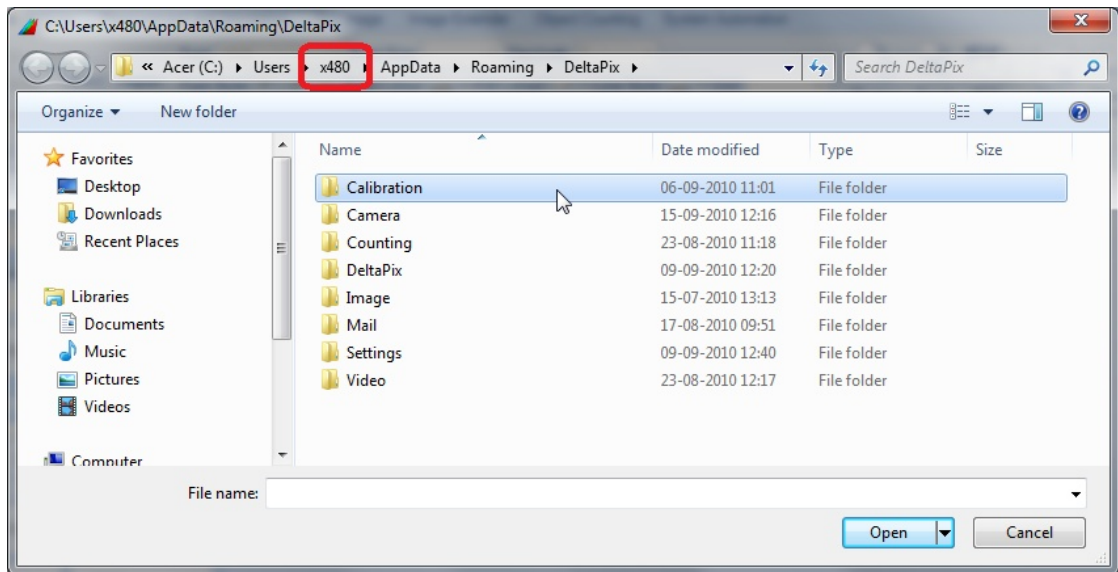 C:\Users\x480\AppData\Roaming\DeltaPix
« Acer (C:) Users x480 AppData Roaming DeltaPix Search DeltaPix
Organize New folder
Name Date modified Type Size
Favorites
Desktop
Downloads
Recent Places
Libraries
Documents
Music
Pictures
Videos
Computer
Calibration 06-09-2010 11:01 File folder
Camera 15-09-2010 12:16 File folder
Counting 23-08-2010 11:18 File folder
DeltaPix 09-09-2010 12:20 File folder
Image 15-07-2010 13:13 File folder
Mail 17-08-2010 09:51 File folder
Settings 09-09-2010 12:40 File folder
Video 23-08-2010 12:17 File folder
File name:
Open Cancel